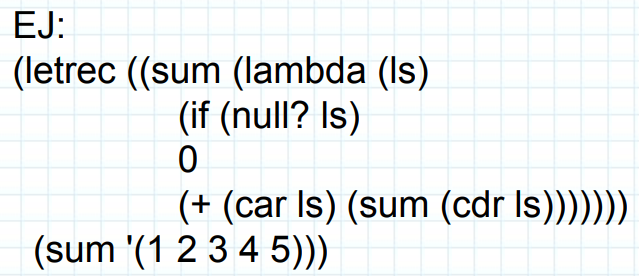 EJ:
(letrec ((sum (lambda (ls)
(if (null? ls)
0
(+ (car ls) (sum (cdr ls)))))))
(sum '(1 2 3 4 5)))